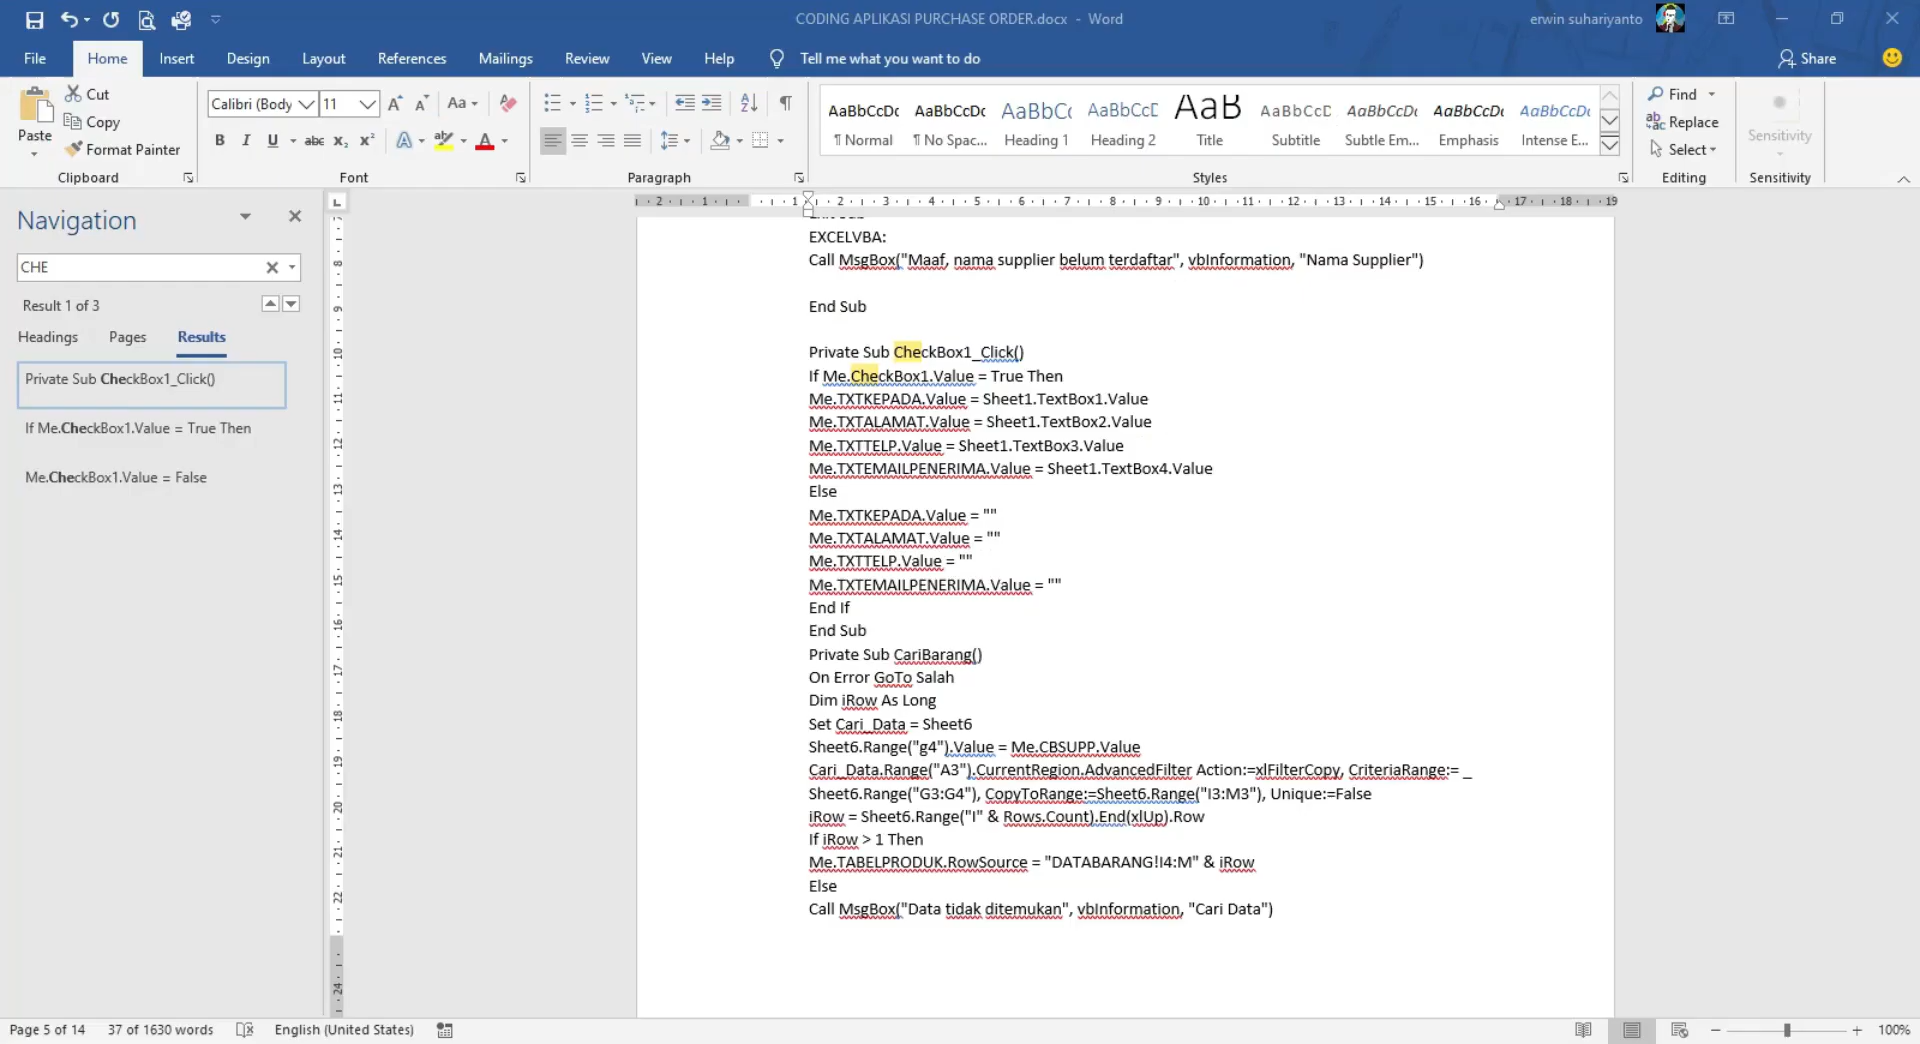 CODING APLIKASI PURCHASE ORDER.docx - Word
erwin suhariyanto
File Home Insert Design Layout References Mailings Review View Help Tell me what you want to do
Share
Paste
Cut
Copy
Format Painter
Clipboard
Calibri (Body 11
Aa
B I U abc x₂ x²
Font
Paragraph
AaBbCcDc AaBbCcDc AaBbCc AaBbCcD AaB AaBbCcD AaBbCcDc AaBbCcDc AaBbCcDc
¶ Normal ¶ No Spac... Heading 1 Heading 2 Title Subtitle Subtle Em... Emphasis Intense E...
Styles
Find
Replace
Select
Editing
Sensitivity
Sensitivity
Navigation
CHE
Result 1 of 3
Headings Pages Results
Private Sub CheckBox1_Click()
If Me.CheckBox1.Value = True Then
Me.CheckBox1.Value = False
EXCELVBA:
Call MsgBox("Maaf, nama supplier belum terdaftar", vbInformation, "Nama Supplier")
End Sub
Private Sub CheckBox1_Click()
If Me.CheckBox1.Value = True Then
Me.TXTKEPADA.Value = Sheet1.TextBox1.Value
Me.TXTALAMAT.Value = Sheet1.TextBox2.Value
Me.TXTTELP.Value = Sheet1.TextBox3.Value
Me.TXTEMAILPENERIMA.Value = Sheet1.TextBox4.Value
Else
Me.TXTKEPADA.Value = ""
Me.TXTALAMAT.Value = ""
Me.TXTTELP.Value = ""
Me.TXTEMAILPENERIMA.Value = ""
End If
End Sub
Private Sub CariBarang()
On Error GoTo Salah
Dim iRow As Long
Set Cari_Data = Sheet6
Sheet6.Range("g4").Value = Me.CBSUPP.Value
Cari_Data.Range("A3").CurrentRegion.AdvancedFilter Action:=xlFilterCopy, CriteriaRange:= _
Sheet6.Range("G3:G4"), CopyToRange:=Sheet6.Range("I3:M3"), Unique:=False
iRow = Sheet6.Range("I" & Rows.Count).End(xlUp).Row
If iRow > 1 Then
Me.TABELPRODUK.RowSource = "DATABARANG!I4:M" & iRow
Else
Call MsgBox("Data tidak ditemukan", vbInformation, "Cari Data")
Page 5 of 14 37 of 1630 words English (United States) 100%